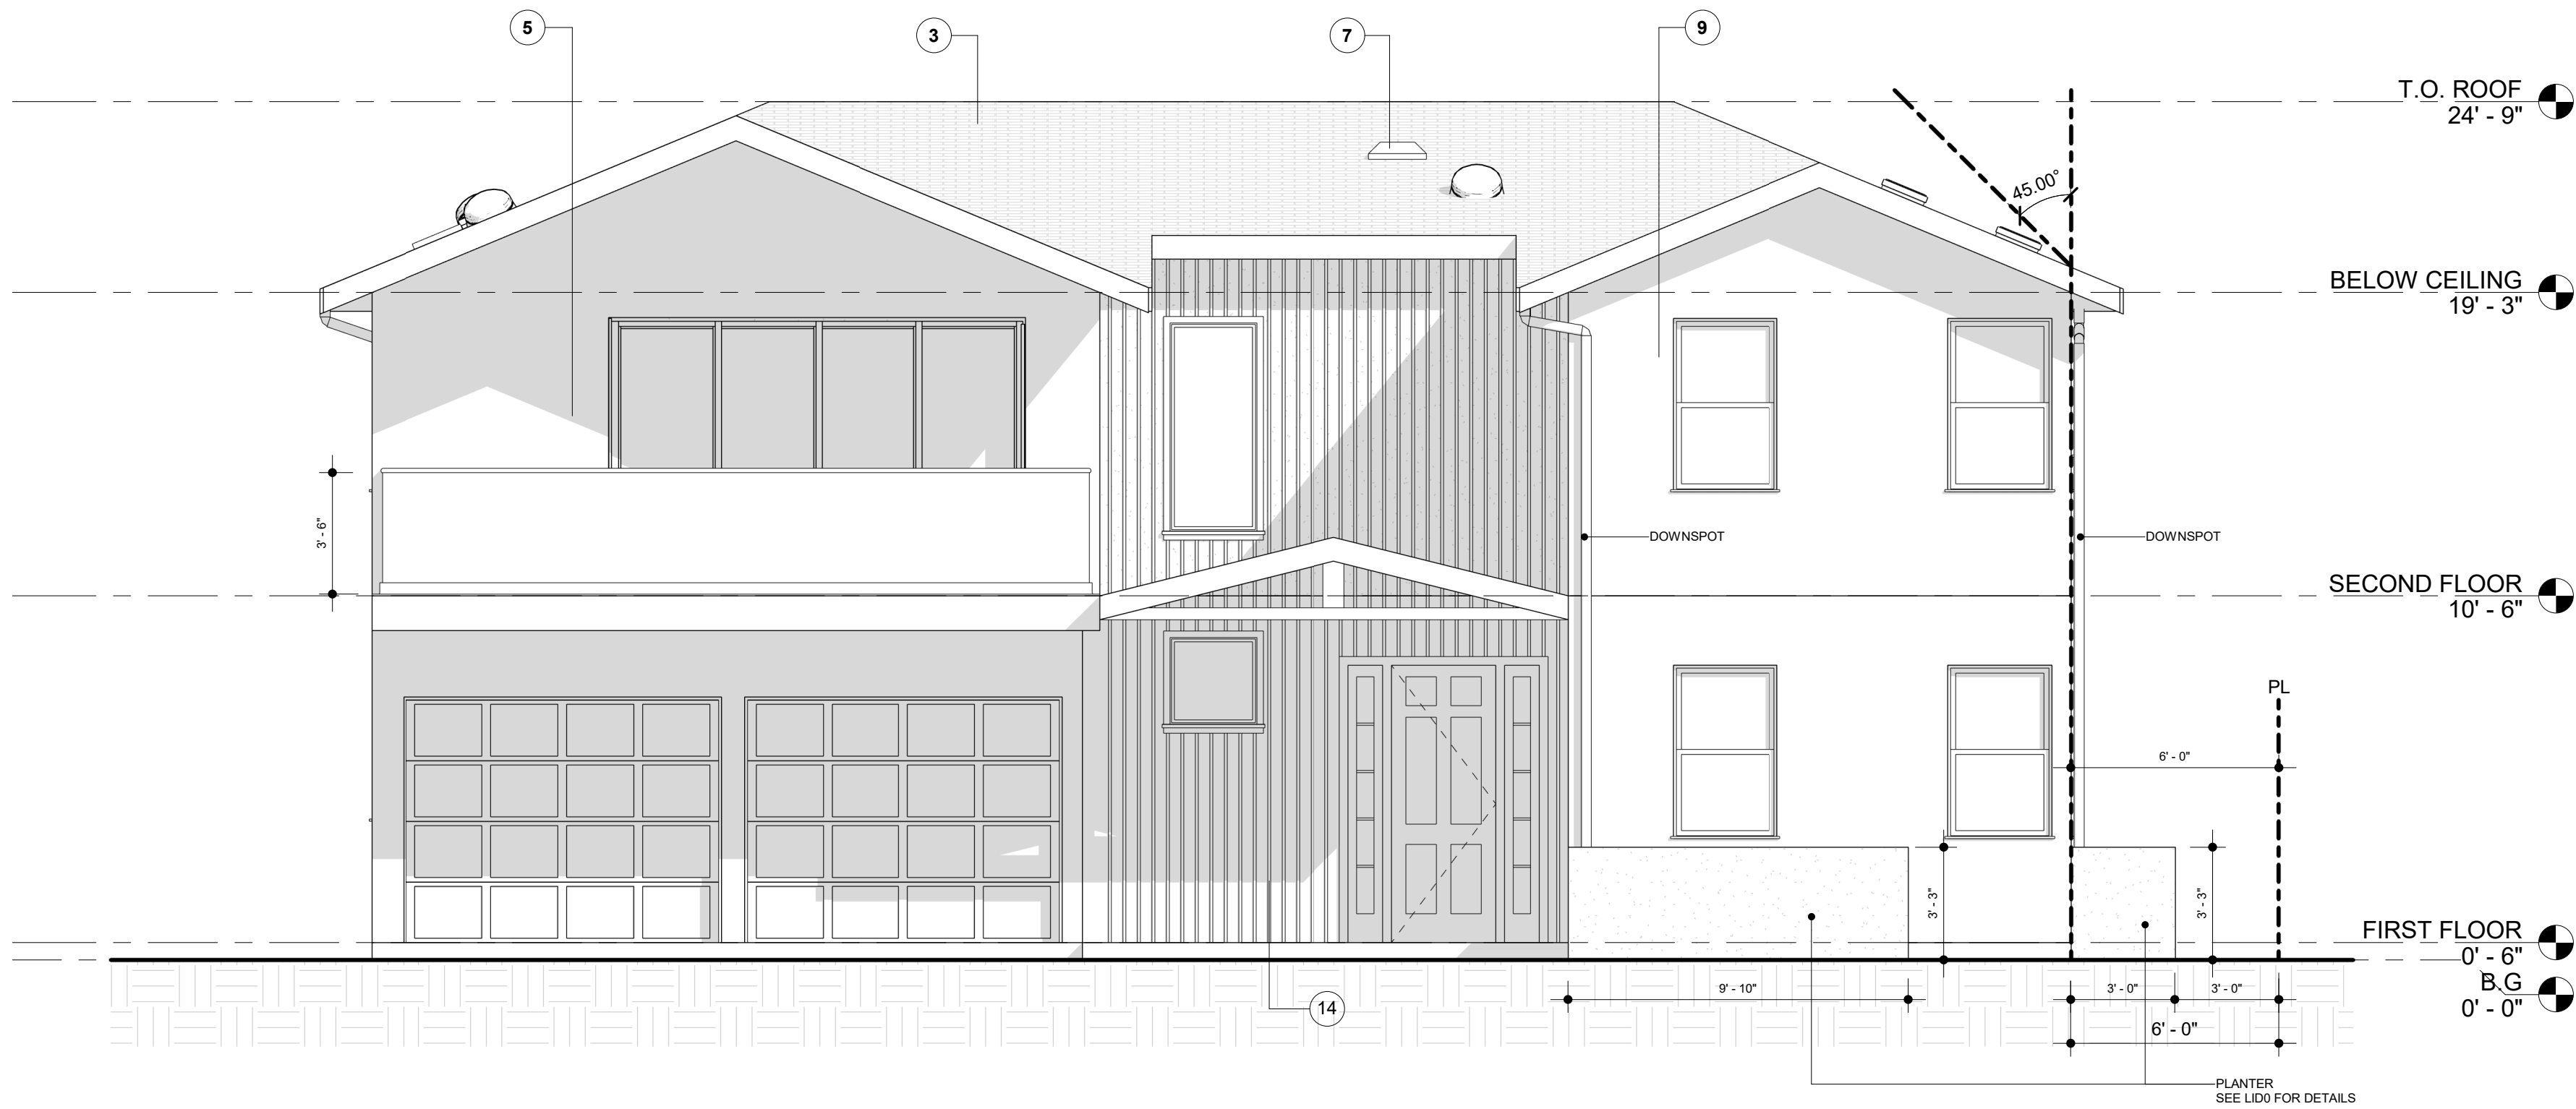 5
3
7
9
T.O. ROOF
24' - 9"
45.00°
BELOW CEILING
19' - 3"
3' - 6"
DOWNSPOT
DOWNSPOT
SECOND FLOOR
10' - 6"
PL
6' - 0"
3' - 3"
3' - 3"
FIRST FLOOR
0' - 6"
B.G
0' - 0"
9' - 10"
3' - 0"
3' - 0"
14
6' - 0"
PLANTER
SEE LID0 FOR DETAILS